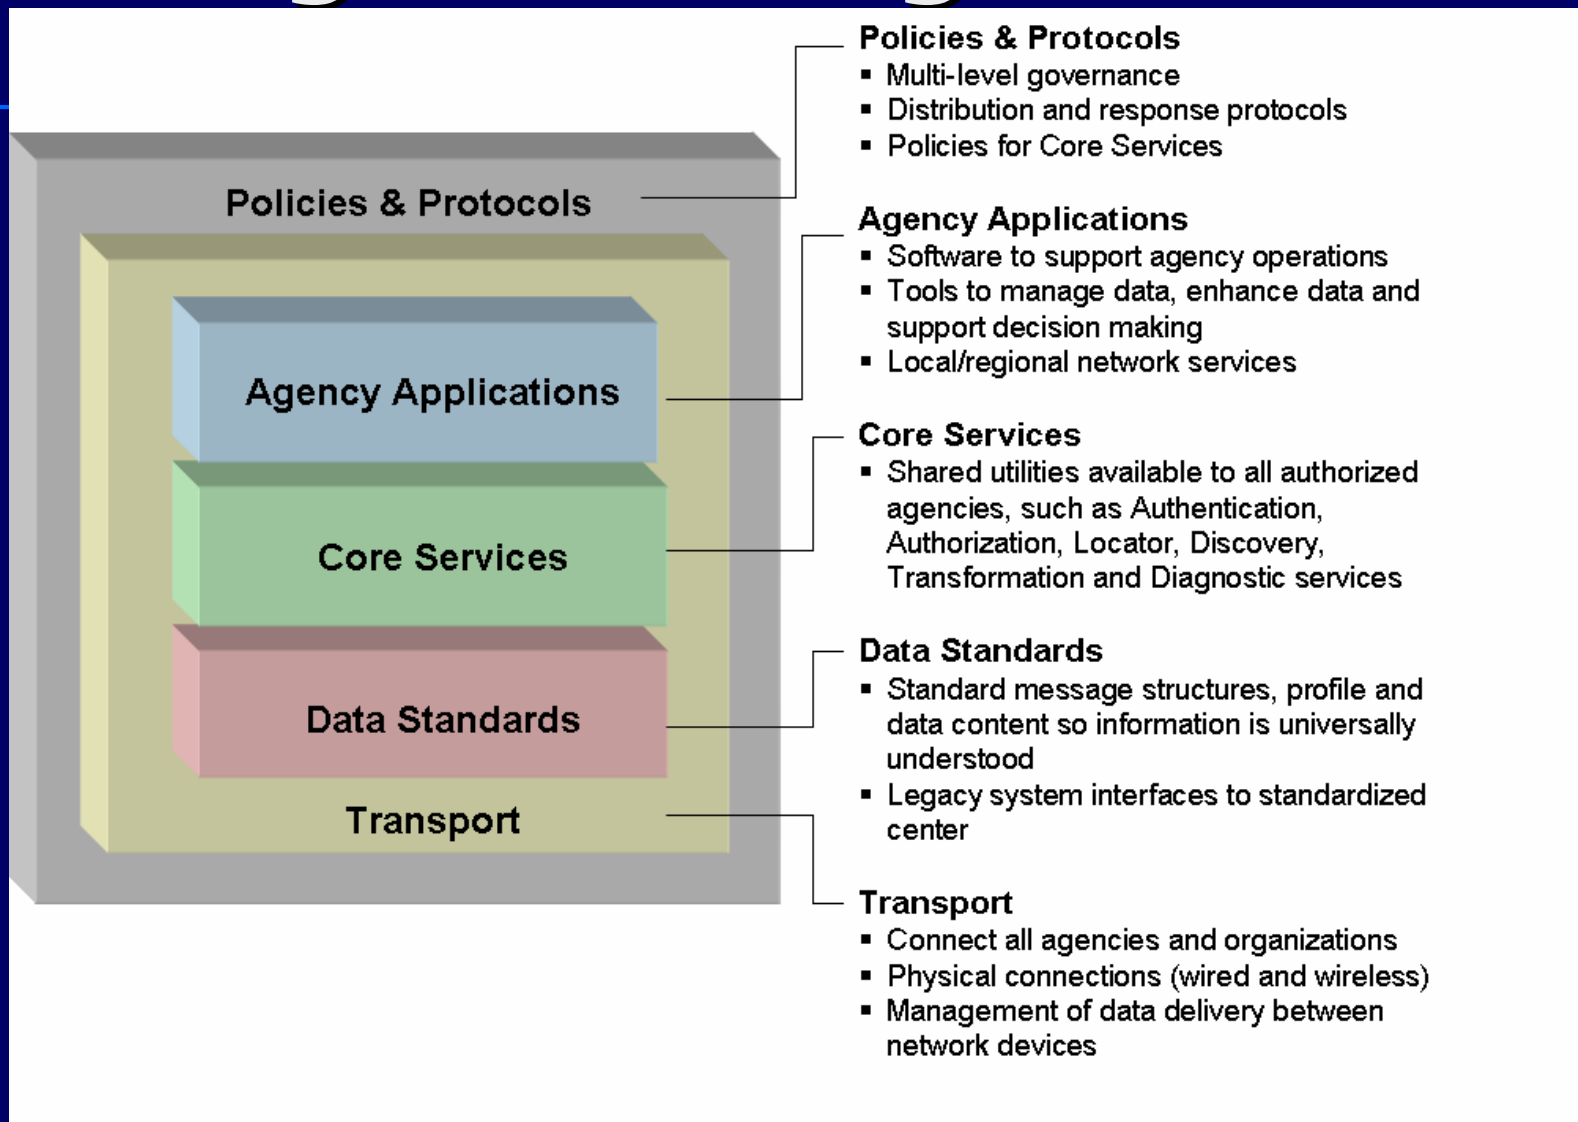 Policies & Protocols
Agency Applications
Core Services
Data Standards
Transport
Policies & Protocols
▪ Multi-level governance
▪ Distribution and response protocols
▪ Policies for Core Services
Agency Applications
▪ Software to support agency operations
▪ Tools to manage data, enhance data and
support decision making
▪ Local/regional network services
Core Services
▪ Shared utilities available to all authorized
agencies, such as Authentication,
Authorization, Locator, Discovery,
Transformation and Diagnostic services
Data Standards
▪ Standard message structures, profile and
data content so information is universally
understood
▪ Legacy system interfaces to standardized
center
Transport
▪ Connect all agencies and organizations
▪ Physical connections (wired and wireless)
▪ Management of data delivery between
network devices